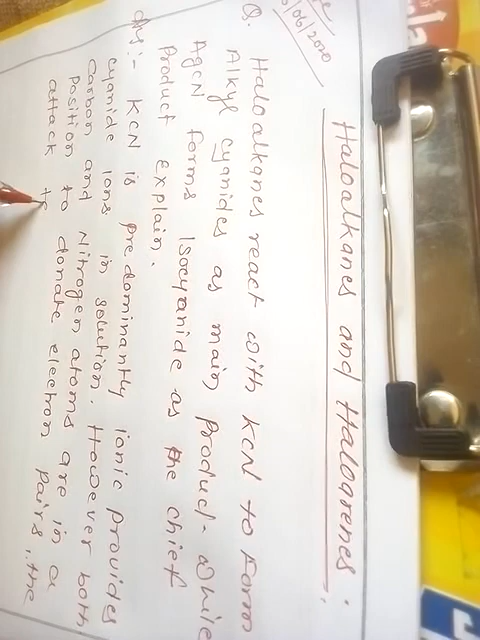 /06/2020
Haloalkanes and Haloarenes:
Q. Haloalkanes react with KCN to form
Alkyl cyanides as main product- while
AgCN forms Isocyanide as the chief
Product Explain.
Ans:- KCN is predominantly ionic provides
cyanide Ions in solution. However both
Carbon and Nitrogen atoms are in a
position to donate electron pairs, the
attack